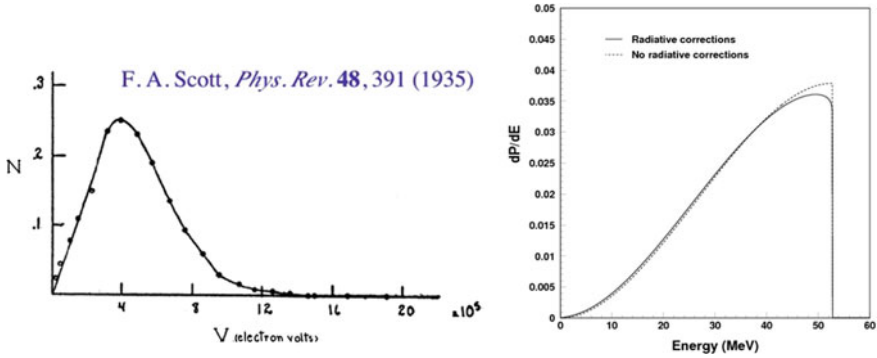 F. A. Scott, Phys. Rev. 48, 391 (1935)
.3
.2
.1
N
4 8 12 16 20 x10⁵
V (electron volts)
0.05
0.045
0.04
0.035
0.03
0.025
0.02
0.015
0.01
0.005
0
dP/dE
Radiative corrections
No radiative corrections
0 10 20 30 40 50 60
Energy (MeV)